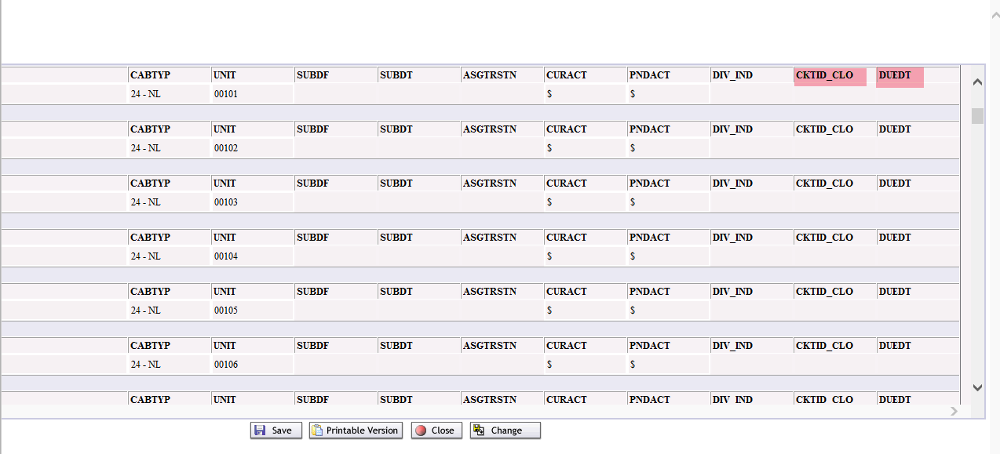 CABTYP UNIT SUBDF SUBDT ASGTRSTN CURACT PNDACT DIV_IND CKTID_CLO DUEDT
24 - NL 00101 $ $
CABTYP UNIT SUBDF SUBDT ASGTRSTN CURACT PNDACT DIV_IND CKTID_CLO DUEDT
24 - NL 00102 $ $
CABTYP UNIT SUBDF SUBDT ASGTRSTN CURACT PNDACT DIV_IND CKTID_CLO DUEDT
24 - NL 00103 $ $
CABTYP UNIT SUBDF SUBDT ASGTRSTN CURACT PNDACT DIV_IND CKTID_CLO DUEDT
24 - NL 00104 $ $
CABTYP UNIT SUBDF SUBDT ASGTRSTN CURACT PNDACT DIV_IND CKTID_CLO DUEDT
24 - NL 00105 $ $
CABTYP UNIT SUBDF SUBDT ASGTRSTN CURACT PNDACT DIV_IND CKTID_CLO DUEDT
24 - NL 00106 $ $
CABTYP UNIT SUBDF SUBDT ASGTRSTN CURACT PNDACT DIV IND CKTID CLO DUEDT
Save Printable Version Close Change